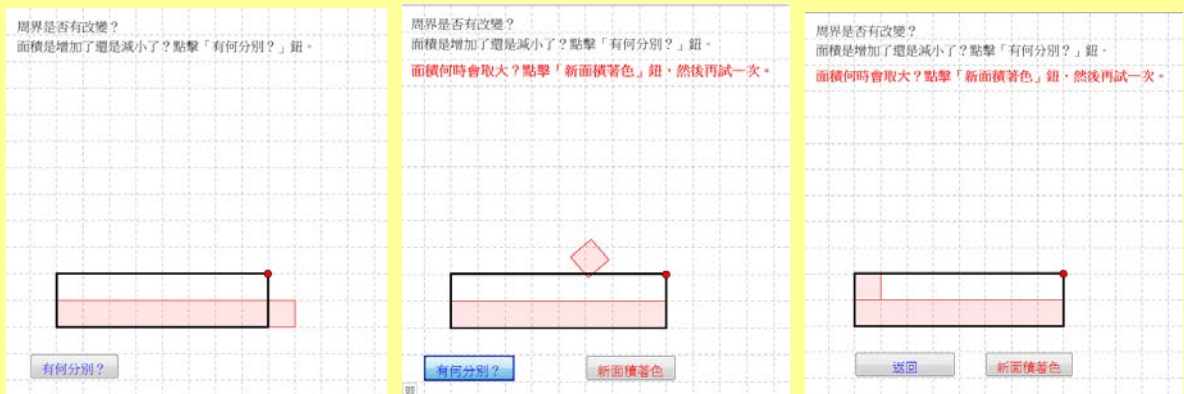 周界是否有改變？
面積是增加了還是減小了？點擊「有何分別？」鈕。
有何分別？
周界是否有改變？
面積是增加了還是減小了？點擊「有何分別？」鈕。
面積何時會取大？點擊「新面積著色」鈕，然後再試一次。
有何分別？
新面積著色
周界是否有改變？
面積是增加了還是減小了？點擊「有何分別？」鈕。
面積何時會取大？點擊「新面積著色」鈕，然後再試一次。
返回
新面積著色